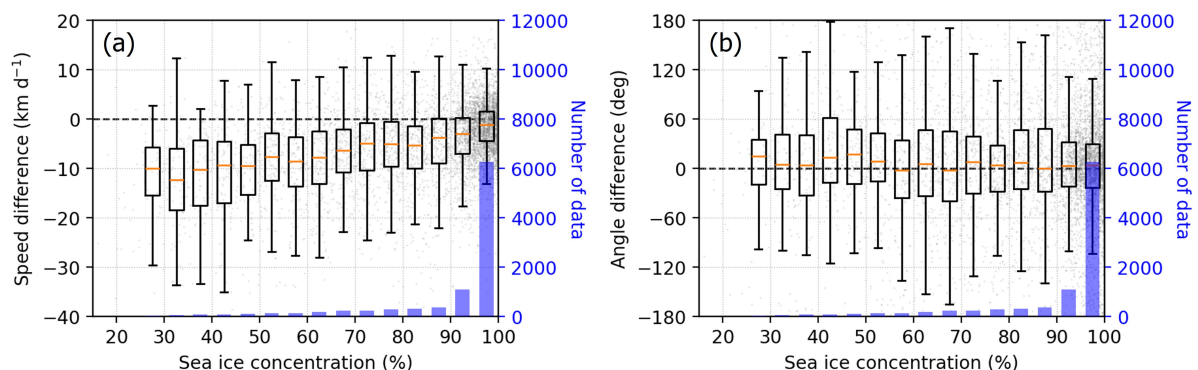 (a)
Speed difference (km d⁻¹)
20
10
0
−10
−20
−30
−40
20 30 40 50 60 70 80 90 100
Sea ice concentration (%)
12000
10000
8000
6000
4000
2000
0
Number of data
(b)
Angle difference (deg)
180
120
60
0
−60
−120
−180
20 30 40 50 60 70 80 90 100
Sea ice concentration (%)
12000
10000
8000
6000
4000
2000
0
Number of data